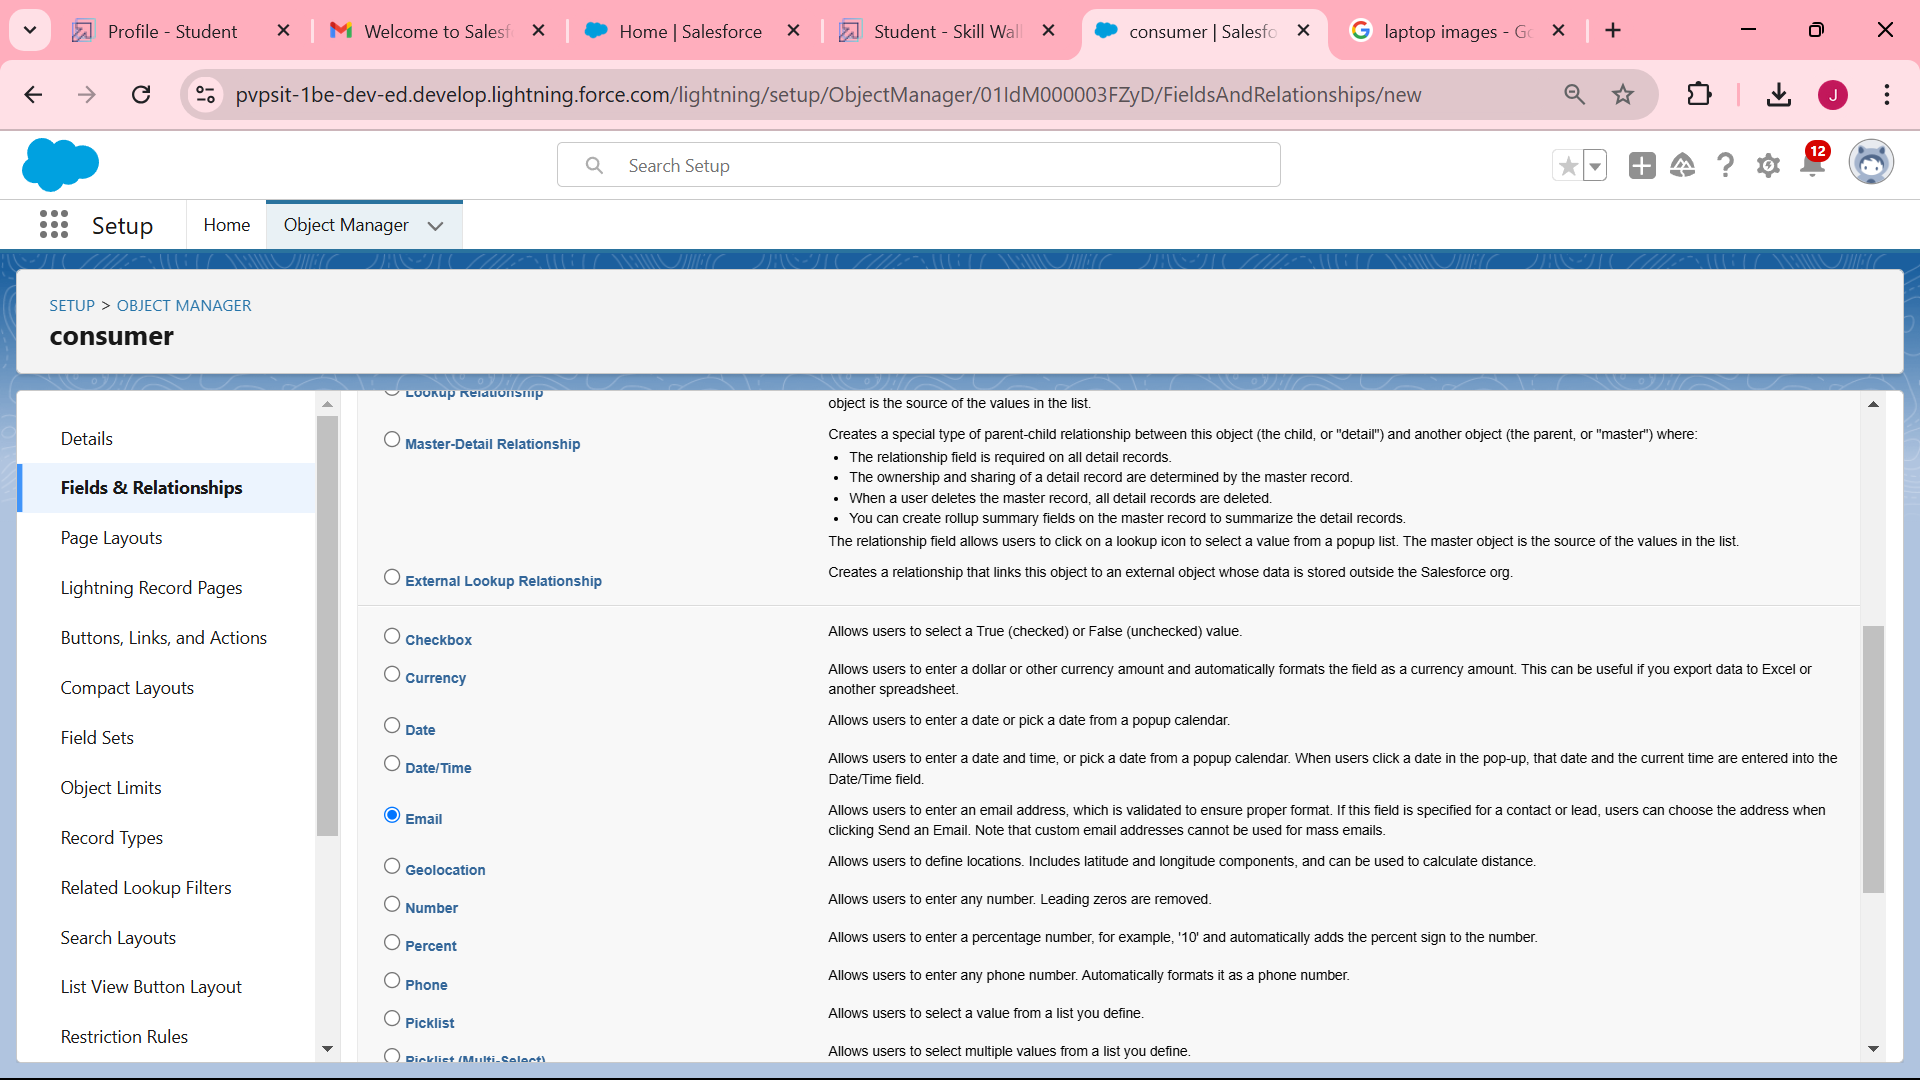 Profile - Student
Welcome to Salesf
Home | Salesforce
Student - Skill Wall
consumer | Salesfo
laptop images - Go
pvpsit-1be-dev-ed.develop.lightning.force.com/lightning/setup/ObjectManager/01IdM000003FZyD/FieldsAndRelationships/new
J
Search Setup
12
Setup
Home
Object Manager
SETUP > OBJECT MANAGER
consumer
Details
Fields & Relationships
Page Layouts
Lightning Record Pages
Buttons, Links, and Actions
Compact Layouts
Field Sets
Object Limits
Record Types
Related Lookup Filters
Search Layouts
List View Button Layout
Restriction Rules
Lookup Relationship
object is the source of the values in the list.
Master-Detail Relationship
Creates a special type of parent-child relationship between this object (the child, or "detail") and another object (the parent, or "master") where:
• The relationship field is required on all detail records.
• The ownership and sharing of a detail record are determined by the master record.
• When a user deletes the master record, all detail records are deleted.
• You can create rollup summary fields on the master record to summarize the detail records.
The relationship field allows users to click on a lookup icon to select a value from a popup list. The master object is the source of the values in the list.
External Lookup Relationship
Creates a relationship that links this object to an external object whose data is stored outside the Salesforce org.
Checkbox
Allows users to select a True (checked) or False (unchecked) value.
Currency
Allows users to enter a dollar or other currency amount and automatically formats the field as a currency amount. This can be useful if you export data to Excel or
another spreadsheet.
Date
Allows users to enter a date or pick a date from a popup calendar.
Date/Time
Allows users to enter a date and time, or pick a date from a popup calendar. When users click a date in the pop-up, that date and the current time are entered into the
Date/Time field.
Email
Allows users to enter an email address, which is validated to ensure proper format. If this field is specified for a contact or lead, users can choose the address when
clicking Send an Email. Note that custom email addresses cannot be used for mass emails.
Geolocation
Allows users to define locations. Includes latitude and longitude components, and can be used to calculate distance.
Number
Allows users to enter any number. Leading zeros are removed.
Percent
Allows users to enter a percentage number, for example, '10' and automatically adds the percent sign to the number.
Phone
Allows users to enter any phone number. Automatically formats it as a phone number.
Picklist
Allows users to select a value from a list you define.
Picklist (Multi-Select)
Allows users to select multiple values from a list you define.